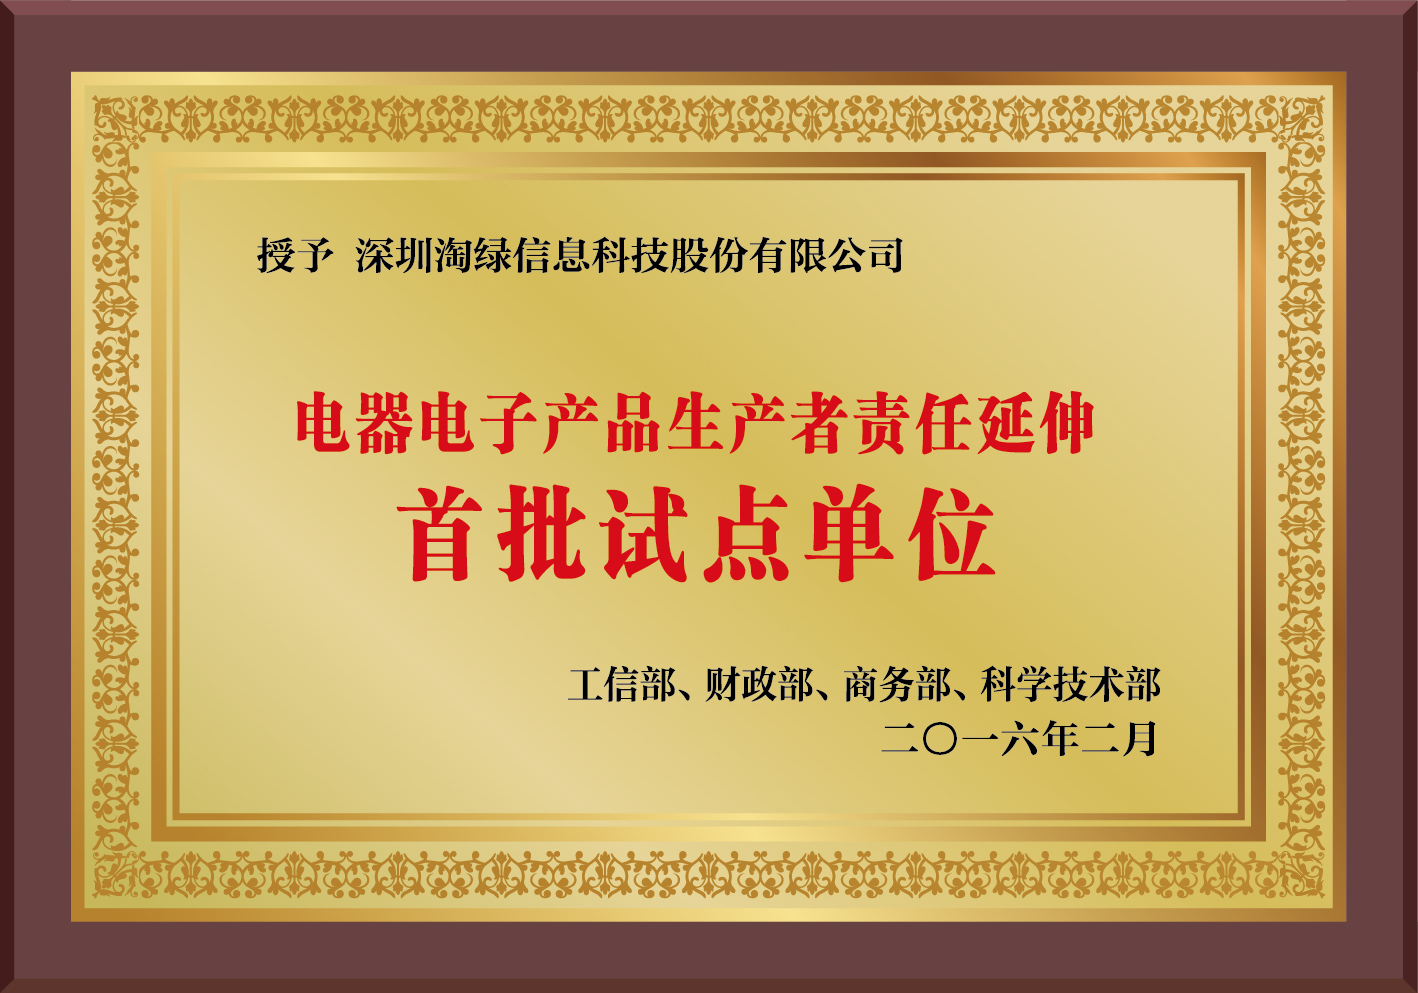 授予 深圳淘绿信息科技股份有限公司
电器电子产品生产者责任延伸
首批试点单位
工信部、财政部、商务部、科学技术部
二〇一六年二月